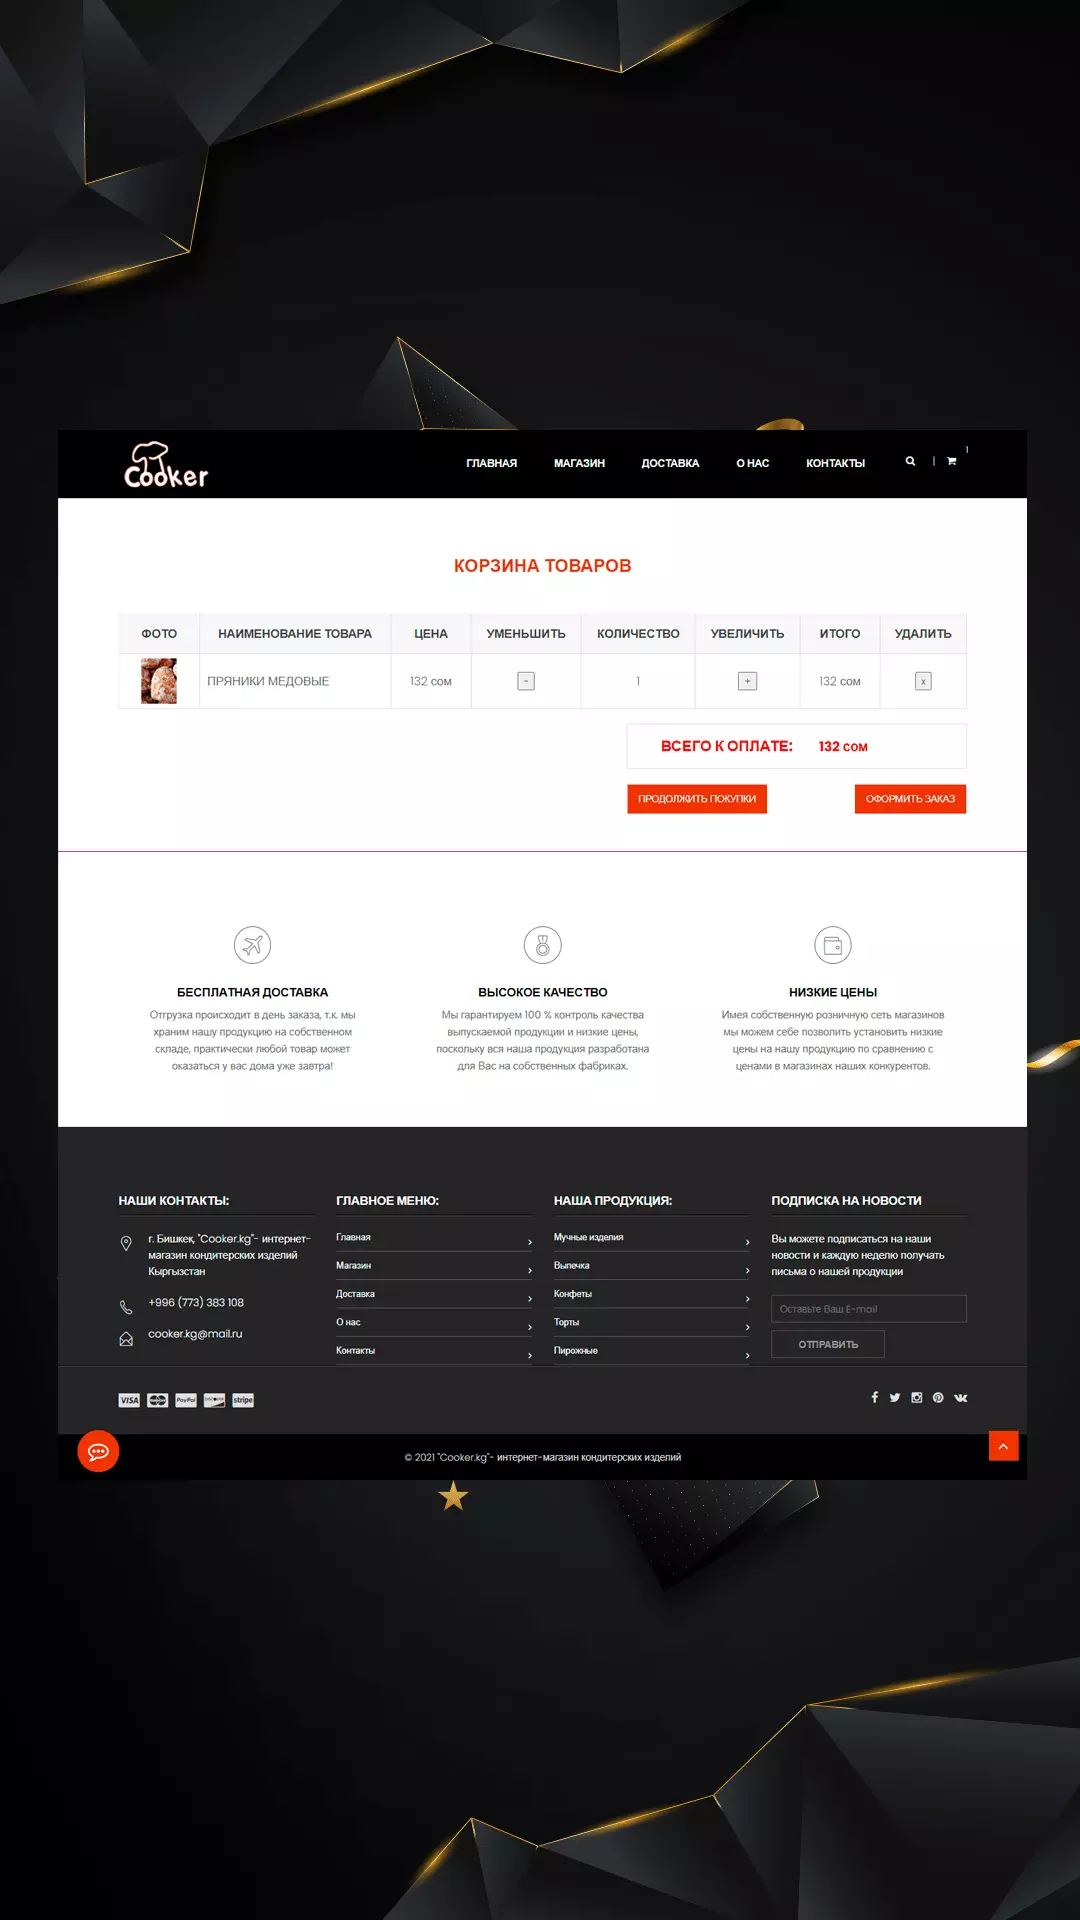 Cooker
ГЛАВНАЯ МАГАЗИН ДОСТАВКА О НАС КОНТАКТЫ | 1
КОРЗИНА ТОВАРОВ
ФОТО НАИМЕНОВАНИЕ ТОВАРА ЦЕНА УМЕНЬШИТЬ КОЛИЧЕСТВО УВЕЛИЧИТЬ ИТОГО УДАЛИТЬ
ПРЯНИКИ МЕДОВЫЕ 132 сом - 1 + 132 сом x
ВСЕГО К ОПЛАТЕ: 132 сом
ПРОДОЛЖИТЬ ПОКУПКИ ОФОРМИТЬ ЗАКАЗ
БЕСПЛАТНАЯ ДОСТАВКА
Отгрузка происходит в день заказа, т.к. мы
храним нашу продукцию на собственном
складе, практически любой товар может
оказаться у вас дома уже завтра!
ВЫСОКОЕ КАЧЕСТВО
Мы гарантируем 100 % контроль качества
выпускаемой продукции и низкие цены,
поскольку вся наша продукция разработана
для Вас на собственных фабриках.
НИЗКИЕ ЦЕНЫ
Имея собственную розничную сеть магазинов
мы можем себе позволить установить низкие
цены на нашу продукцию по сравнению с
ценами в магазинах наших конкурентов.
НАШИ КОНТАКТЫ:
г. Бишкек, "Cooker.kg"- интернет-
магазин кондитерских изделий
Кыргызстан
+996 (773) 383 108
cooker.kg@mail.ru
ГЛАВНОЕ МЕНЮ:
Главная
Магазин
Доставка
О нас
Контакты
НАША ПРОДУКЦИЯ:
Мучные изделия
Выпечка
Конфеты
Торты
Пирожные
ПОДПИСКА НА НОВОСТИ
Вы можете подписаться на наши
новости и каждую неделю получать
письма о нашей продукции
Оставьте Ваш E-mail
ОТПРАВИТЬ
VISA MasterCard PayPal DISCOVER stripe
© 2021 "Cooker.kg"- интернет-магазин кондитерских изделий